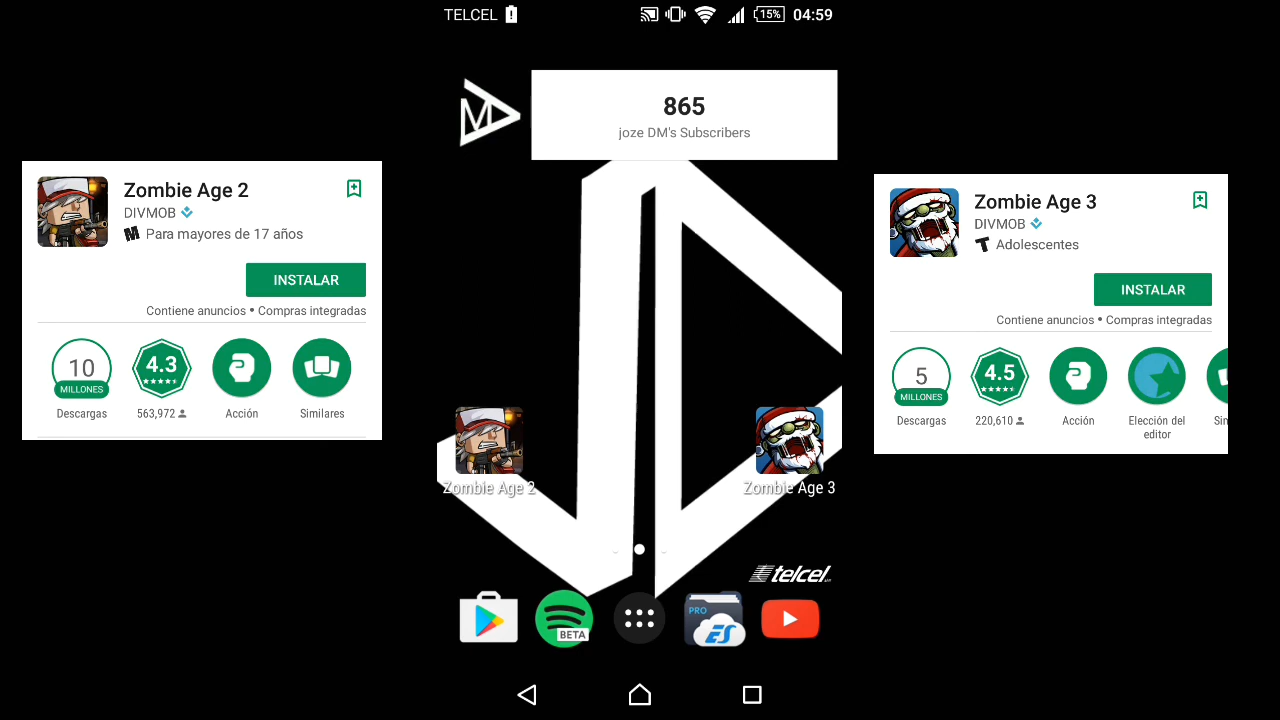 TELCEL
15%
04:59
865
joze DM's Subscribers
Zombie Age 2
DIVMOB
Para mayores de 17 años
INSTALAR
Contiene anuncios • Compras integradas
10
MILLONES
Descargas
4.3
563,972
Acción
Similares
Zombie Age 3
DIVMOB
T Adolescentes
INSTALAR
Contiene anuncios • Compras integradas
5
MILLONES
Descargas
4.5
220,610
Acción
Elección del
editor
Sin
Zombie Age 2
Zombie Age 3
telcel
BETA
PRO
ES